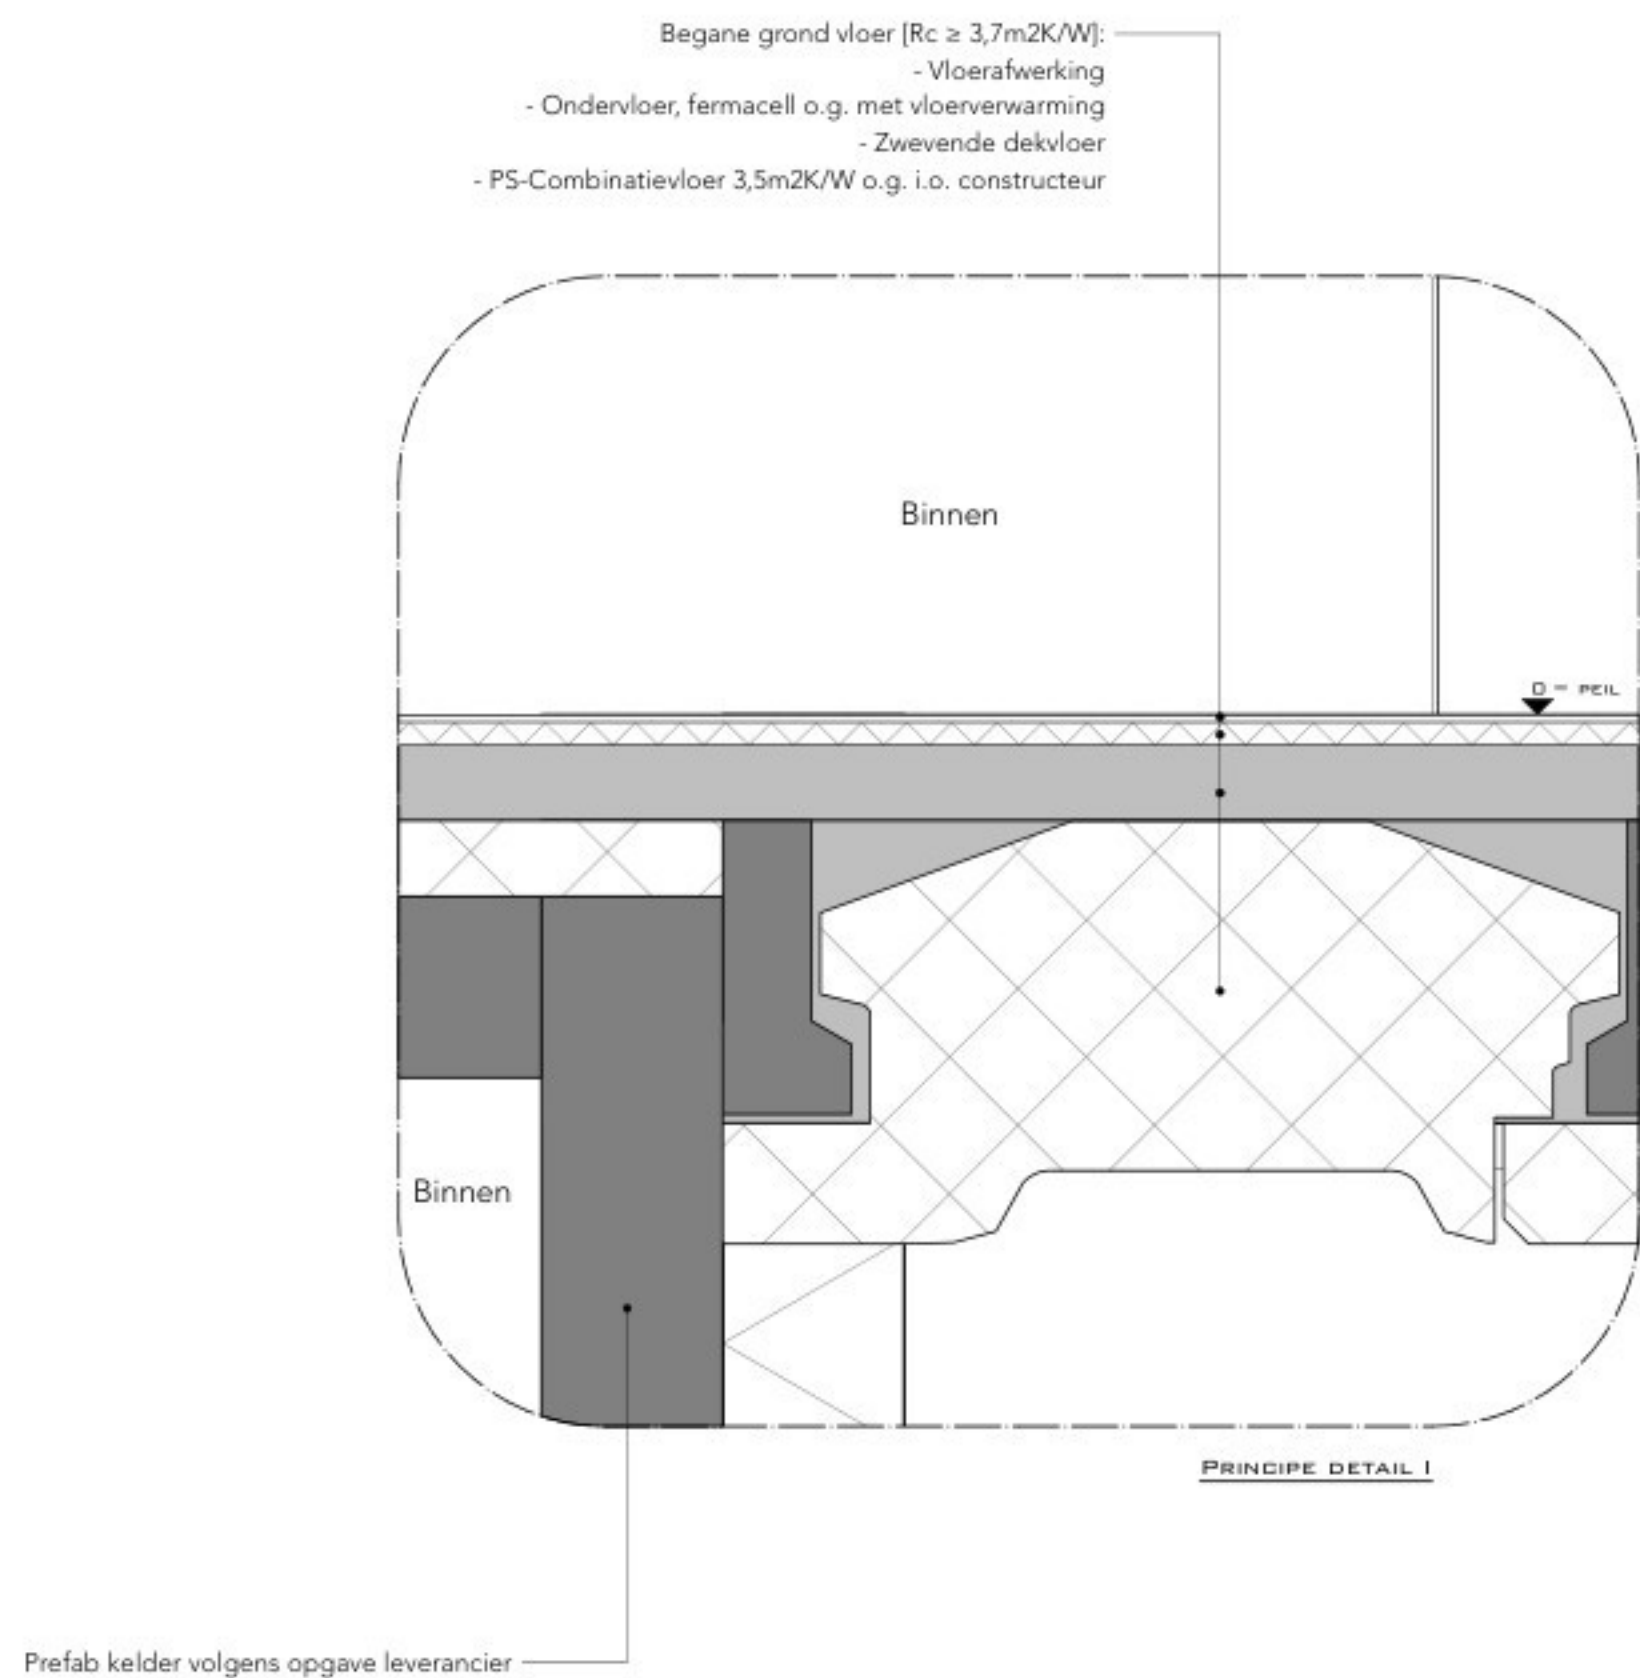 Begane grond vloer [Rc ≥ 3,7m2K/W]:
- Vloerafwerking
- Ondervloer, fermacell o.g. met vloerverwarming
- Zwevende dekvloer
- PS-Combinatievloer 3,5m2K/W o.g. i.o. constructeur
Binnen
0 = PEIL
Binnen
PRINCIPE DETAIL I
Prefab kelder volgens opgave leverancier